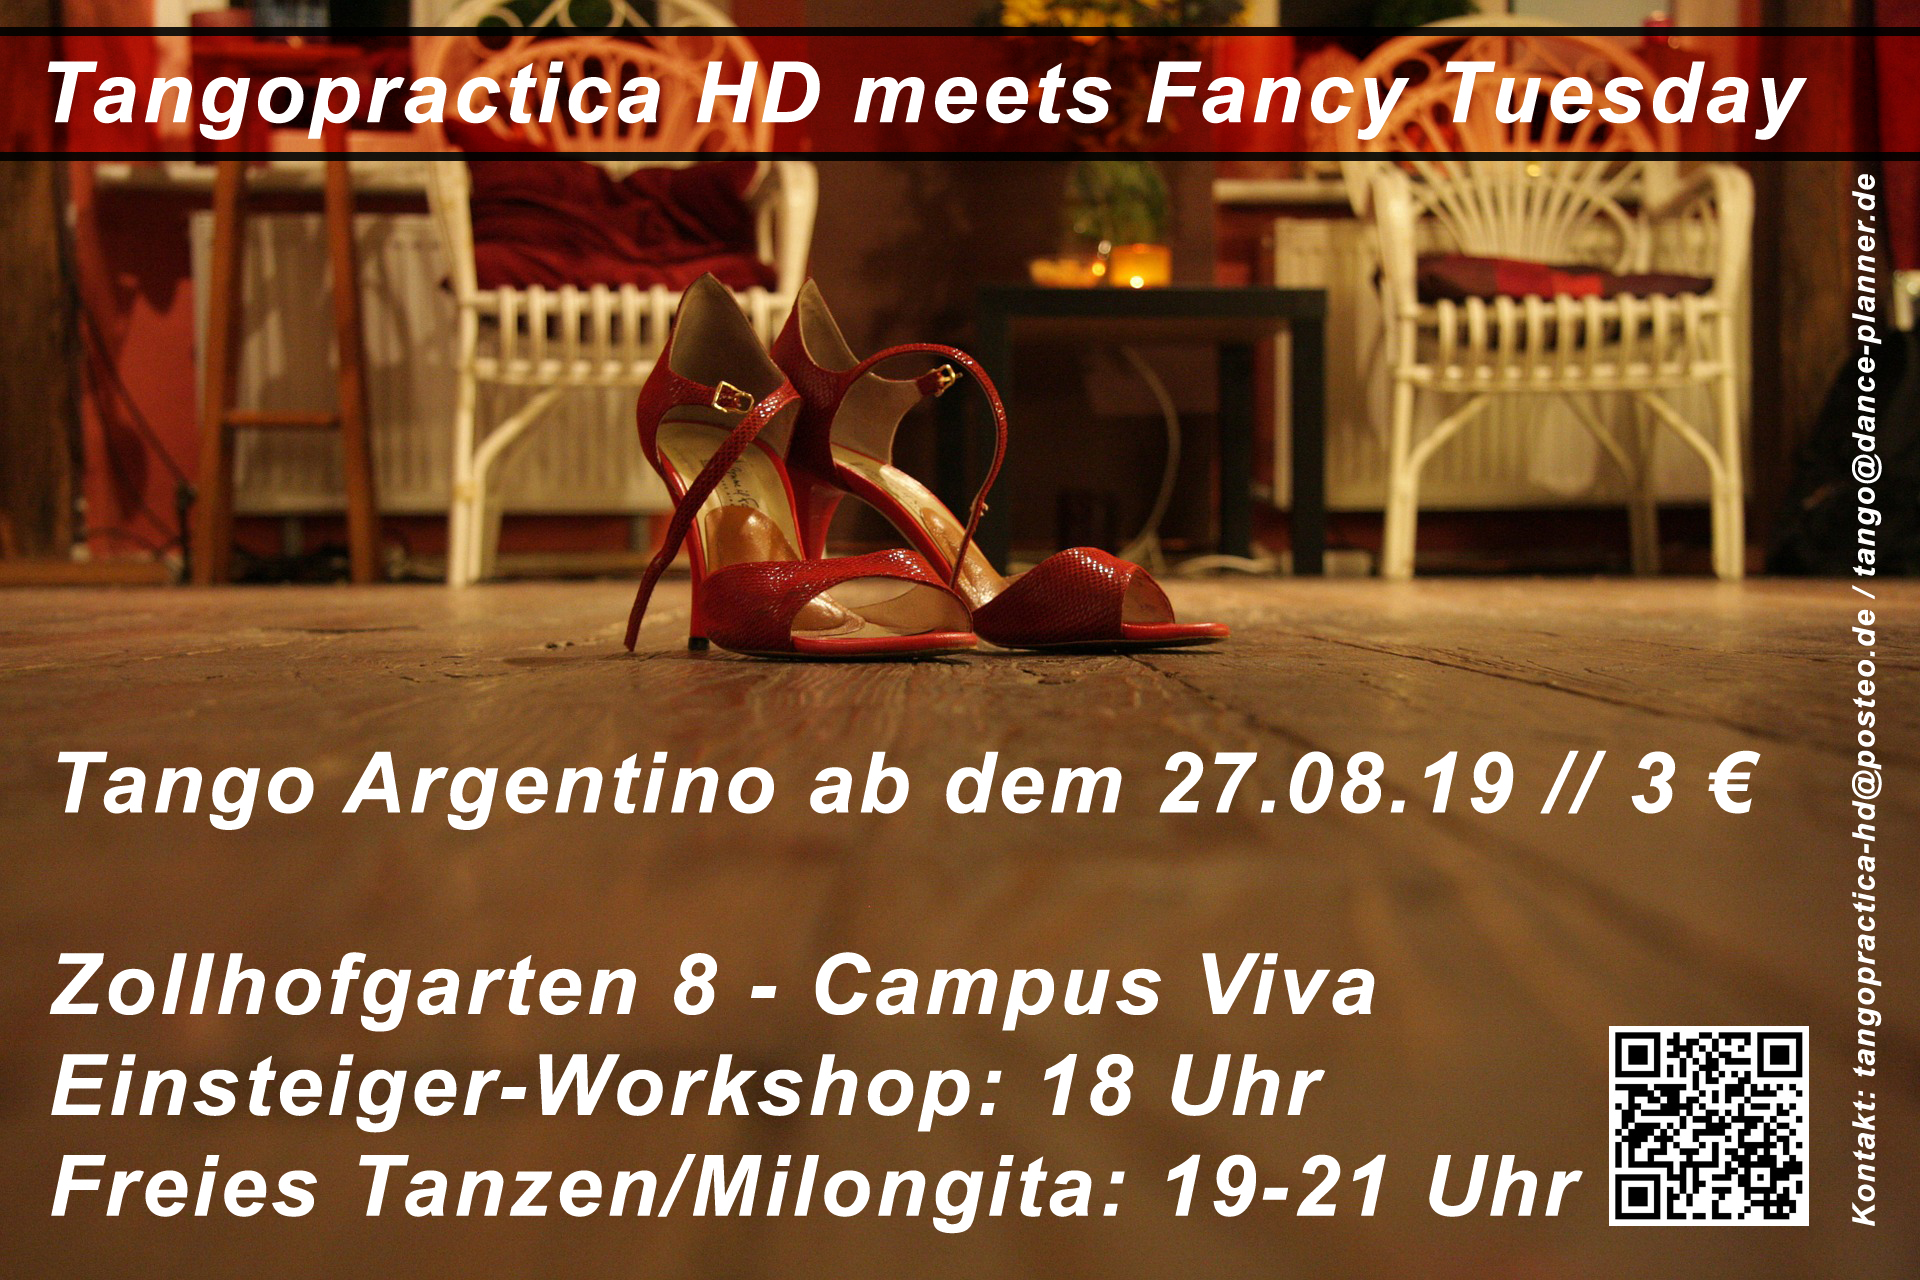 Tangopractica HD meets Fancy Tuesday
Tango Argentino ab dem 27.08.19 // 3 €
Zollhofgarten 8 - Campus Viva
Einsteiger-Workshop: 18 Uhr
Freies Tanzen/Milongita: 19-21 Uhr
Kontakt: tangopractica-hd@posteo.de / tango@dance-planner.de